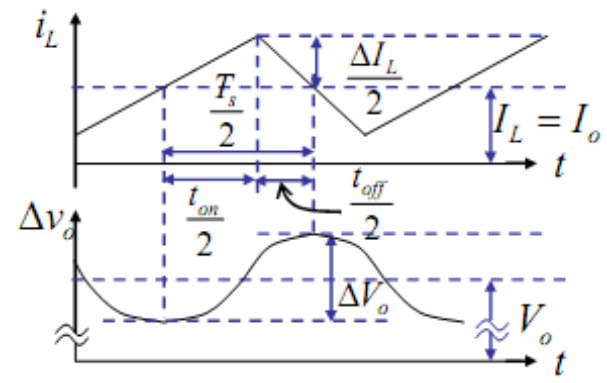 i_L
ΔI_L/2
T_s/2
I_L = I_o
t
t_on/2
t_off/2
Δv_o
ΔV_o
V_o
t